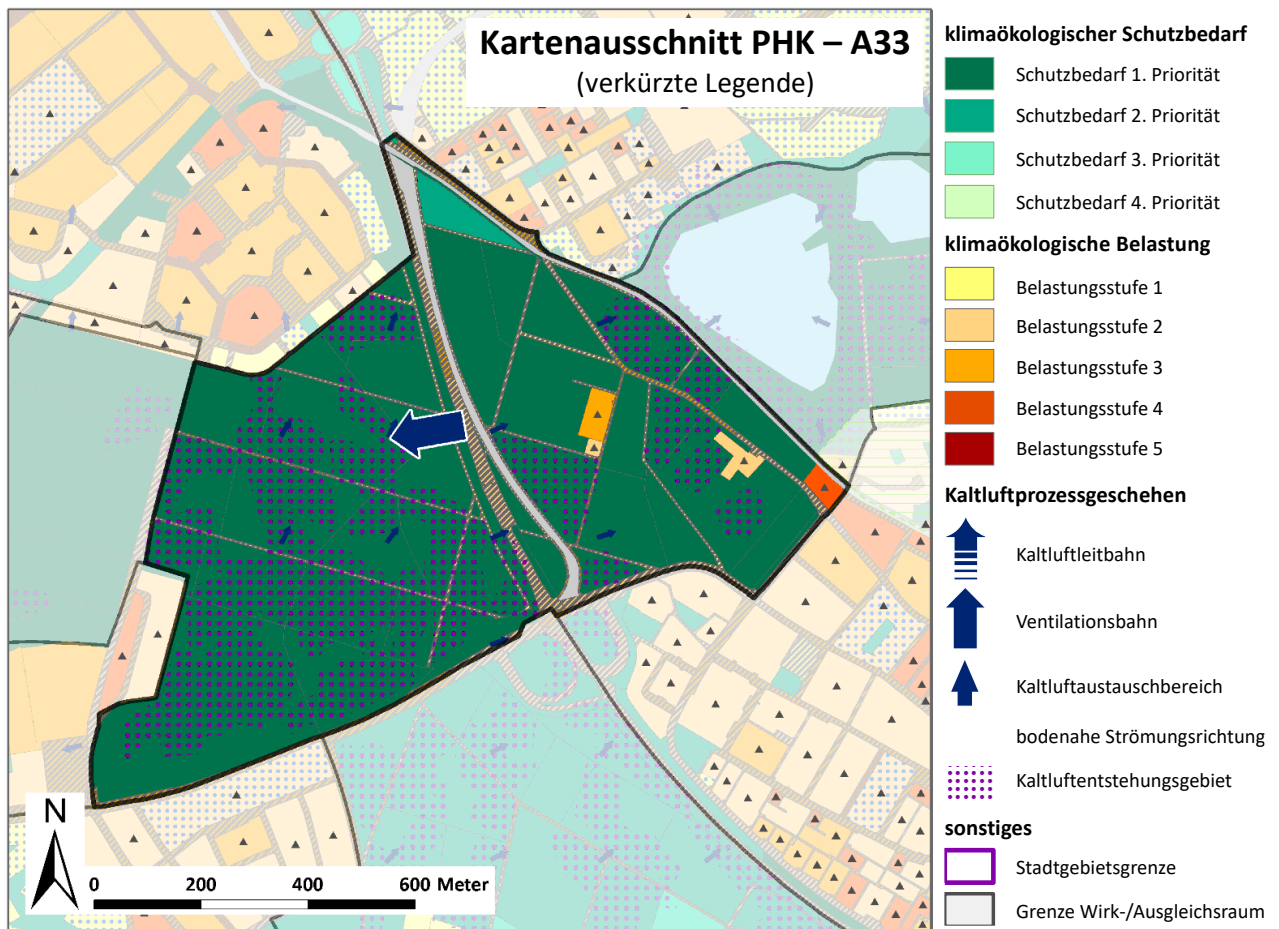 Kartenausschnitt PHK – A33
(verkürzte Legende)
klimaökologischer Schutzbedarf
Schutzbedarf 1. Priorität
Schutzbedarf 2. Priorität
Schutzbedarf 3. Priorität
Schutzbedarf 4. Priorität
klimaökologische Belastung
Belastungsstufe 1
Belastungsstufe 2
Belastungsstufe 3
Belastungsstufe 4
Belastungsstufe 5
Kaltluftprozessgeschehen
Kaltluftleitbahn
Ventilationsbahn
Kaltluftaustauschbereich
bodenahe Strömungsrichtung
Kaltluftentstehungsgebiet
sonstiges
Stadtgebietsgrenze
Grenze Wirk-/Ausgleichsraum
N
0 200 400 600 Meter